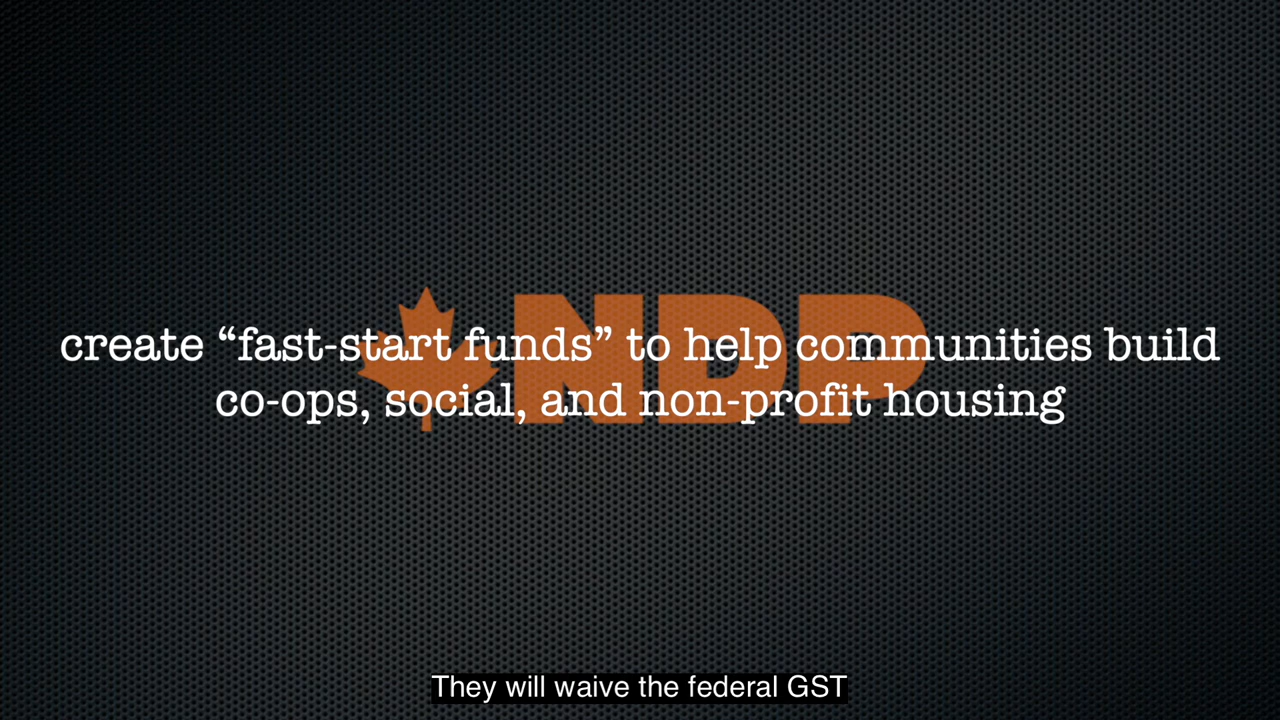 NDP
create “fast-start funds” to help communities build
co-ops, social, and non-profit housing
They will waive the federal GST